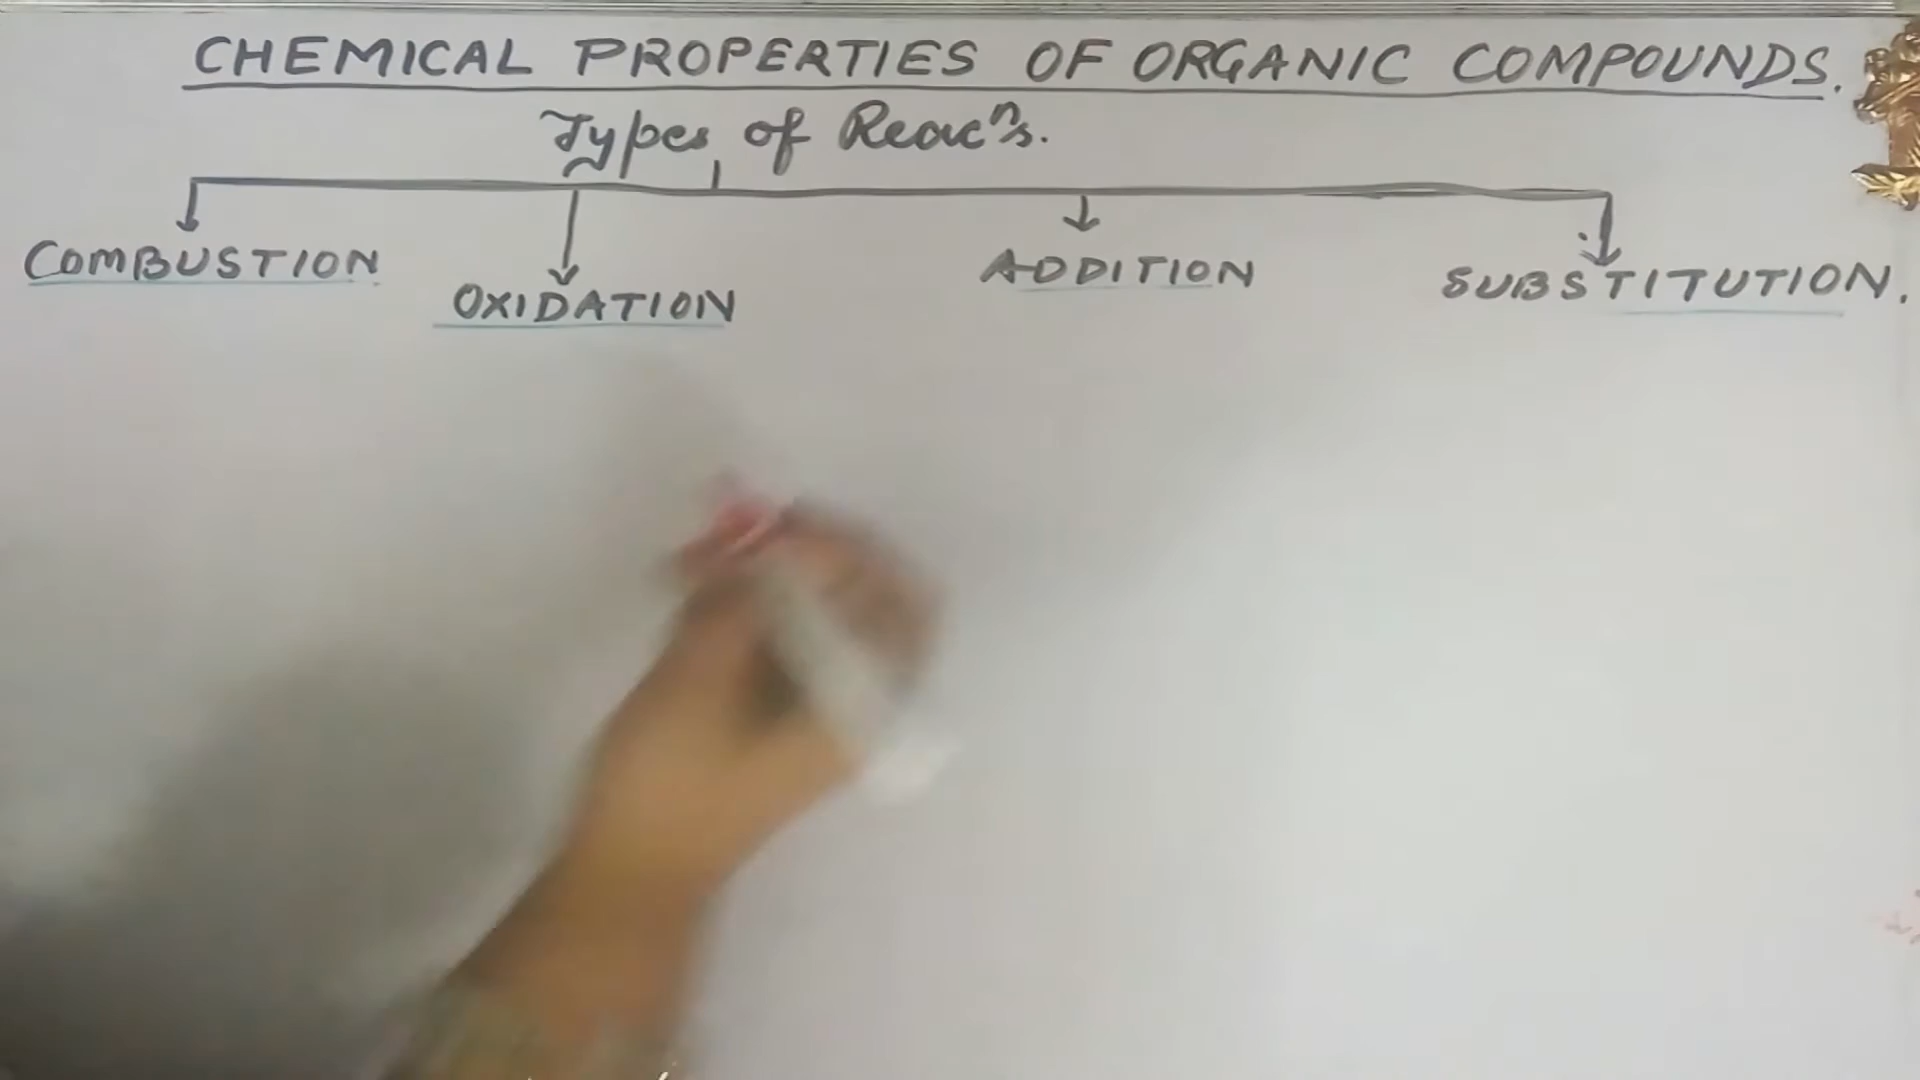 CHEMICAL PROPERTIES OF ORGANIC COMPOUNDS.
Types of Reacⁿs.
COMBUSTION
OXIDATION
ADDITION
SUBSTITUTION.